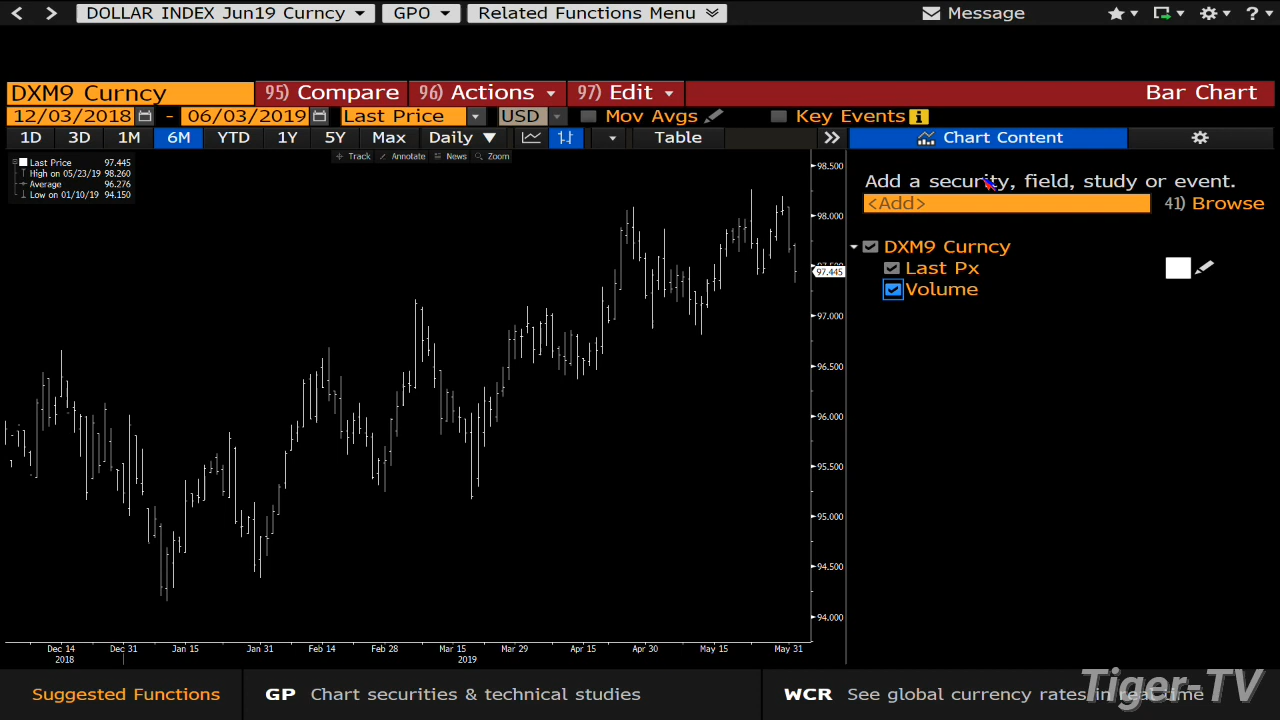 DOLLAR INDEX Jun19 Curncy GPO Related Functions Menu Message ?
DXM9 Curncy 95) Compare 96) Actions 97) Edit Bar Chart
12/03/2018 - 06/03/2019 Last Price USD Mov Avgs Key Events
1D 3D 1M 6M YTD 1Y 5Y Max Daily Table Chart Content
Track Annotate News Zoom
Last Price 97.445
High on 05/23/19 98.260
Average 96.276
Low on 01/10/19 94.150
98.500
98.000
97.445
97.000
96.500
96.000
95.500
95.000
94.500
94.000
Add a security, field, study or event.
<Add> 41) Browse
DXM9 Curncy
Last Px
Volume
Dec 14 Dec 31 Jan 15 Jan 31 Feb 14 Feb 28 Mar 15 Mar 29 Apr 15 Apr 30 May 15 May 31
2018 2019
Suggested Functions GP Chart securities & technical studies WCR See global currency rates in real time
Tiger-TV